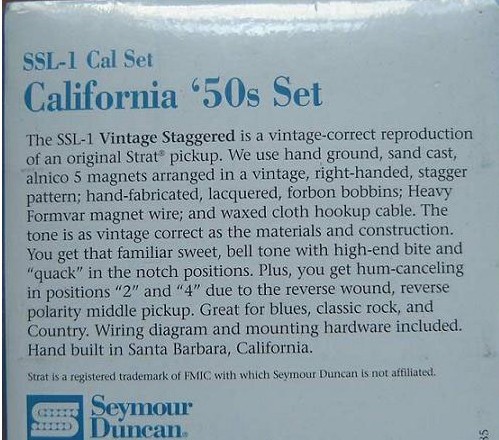 SSL-1 Cal Set
California ‘50s Set
The SSL-1 Vintage Staggered is a vintage-correct reproduction
of an original Strat® pickup. We use hand ground, sand cast,
alnico 5 magnets arranged in a vintage, right-handed, stagger
pattern; hand-fabricated, lacquered, forbon bobbins; Heavy
Formvar magnet wire; and waxed cloth hookup cable. The
tone is as vintage correct as the materials and construction.
You get that familiar sweet, bell tone with high-end bite and
“quack” in the notch positions. Plus, you get hum-canceling
in positions “2” and “4” due to the reverse wound, reverse
polarity middle pickup. Great for blues, classic rock, and
Country. Wiring diagram and mounting hardware included.
Hand built in Santa Barbara, California.
Strat is a registered trademark of FMIC with which Seymour Duncan is not affiliated.
Seymour
Duncan®